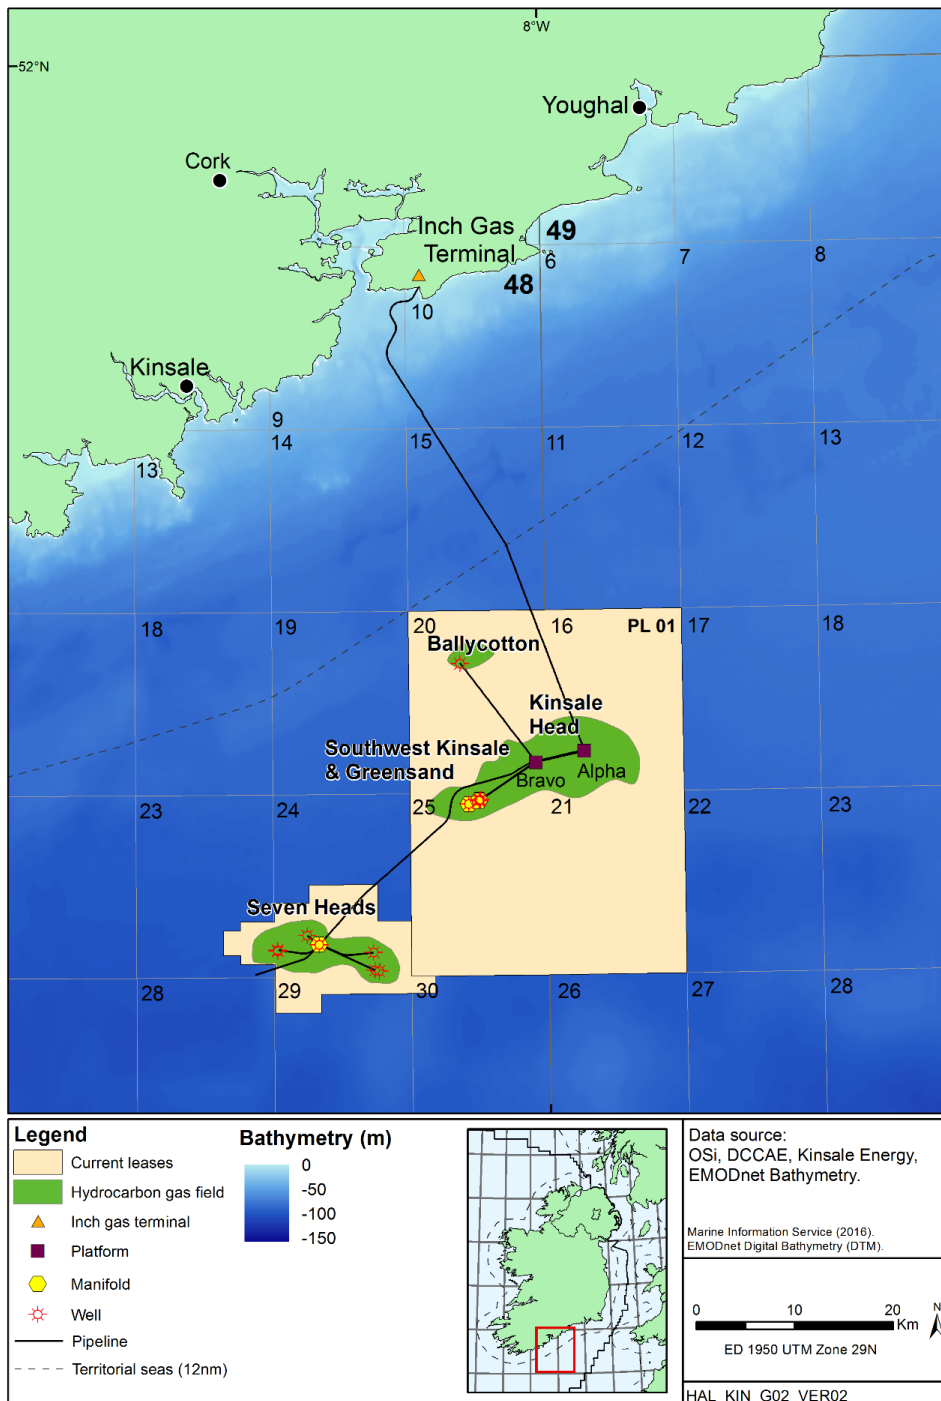 8°W
52°N
Youghal
Cork
Inch Gas
Terminal
49
6
7
8
48
10
Kinsale
9
14
15
11
12
13
13
18
19
20
16
PL 01
17
18
Ballycotton
Kinsale
Head
Southwest Kinsale
& Greensand
Bravo
Alpha
23
24
25
21
22
23
Seven Heads
28
29
30
26
27
28
Legend
Current leases
Hydrocarbon gas field
Inch gas terminal
Platform
Manifold
Well
Pipeline
Territorial seas (12nm)
Bathymetry (m)
0
-50
-100
-150
Data source:
OSi, DCCAE, Kinsale Energy,
EMODnet Bathymetry.
Marine Information Service (2016).
EMODnet Digital Bathymetry (DTM).
0 10 20
Km
N
ED 1950 UTM Zone 29N
HAL_KIN_G02_VER02